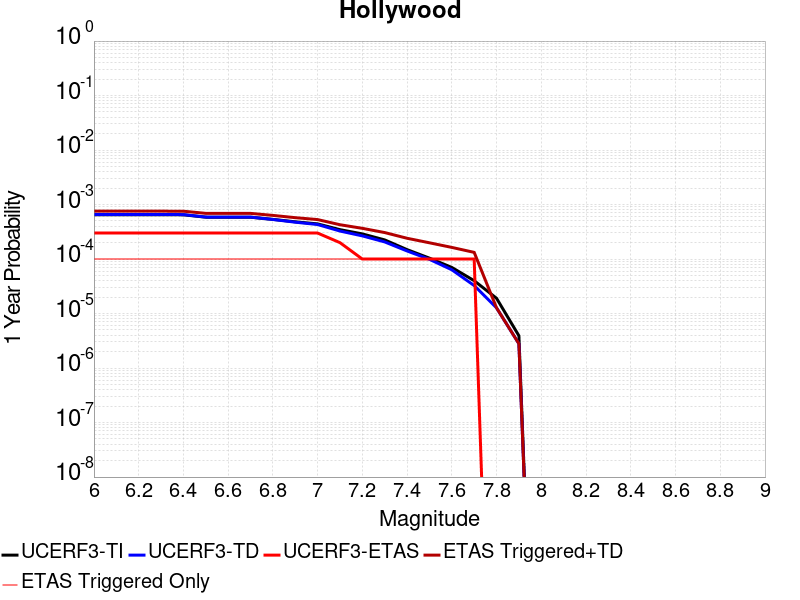 Hollywood
1 Year Probability
10^0
10^-1
10^-2
10^-3
10^-4
10^-5
10^-6
10^-7
10^-8
6 6.2 6.4 6.6 6.8 7 7.2 7.4 7.6 7.8 8 8.2 8.4 8.6 8.8 9
Magnitude
UCERF3-TI UCERF3-TD UCERF3-ETAS ETAS Triggered+TD
ETAS Triggered Only